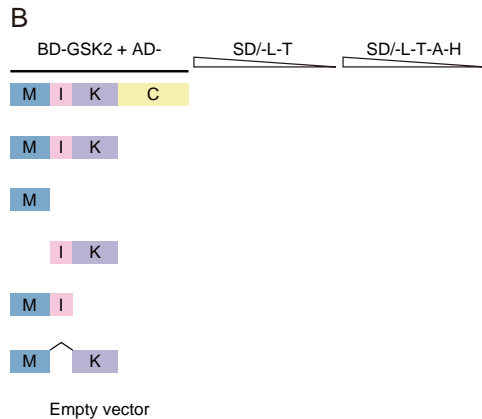 B
BD-GSK2 + AD- SD/-L-T SD/-L-T-A-H
M I K C
M I K
M
I K
M I
M K
Empty vector